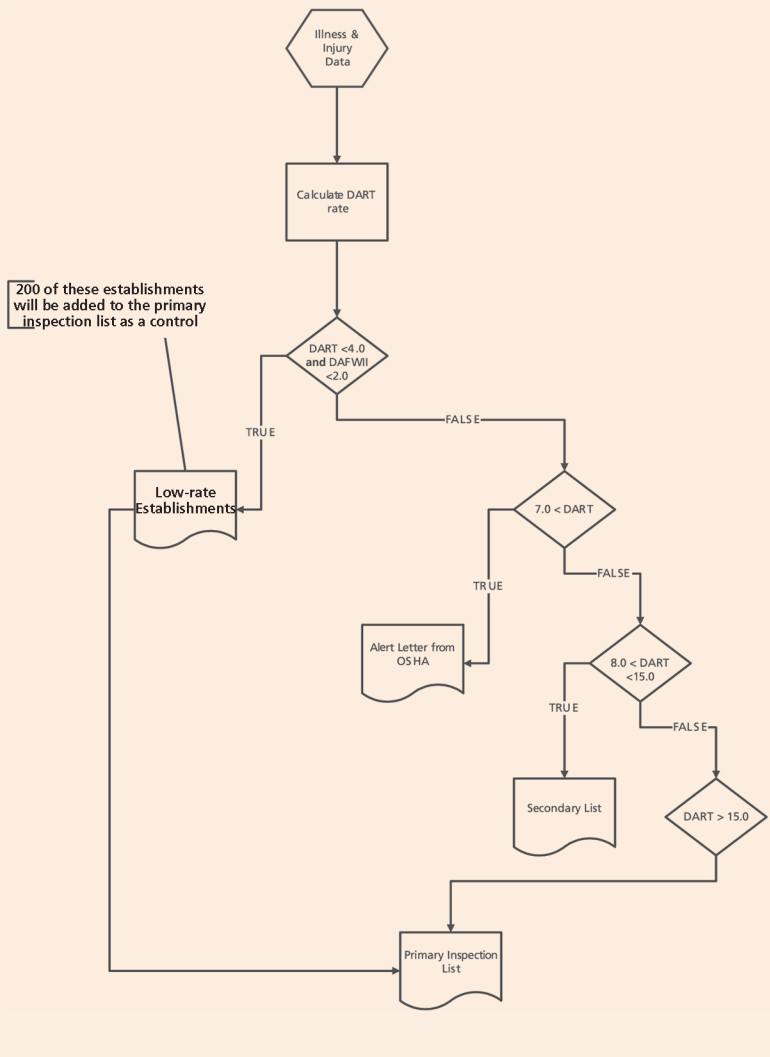 Illness &
Injury
Data
Calculate DART
rate
200 of these establishments
will be added to the primary
inspection list as a control
DART <4.0
and DAFWII
<2.0
TRUE
FALSE
Low-rate
Establishments
7.0 < DART
TRUE
FALSE
Alert Letter from
OSHA
8.0 < DART
<15.0
TRUE
FALSE
Secondary List
DART > 15.0
Primary Inspection
List